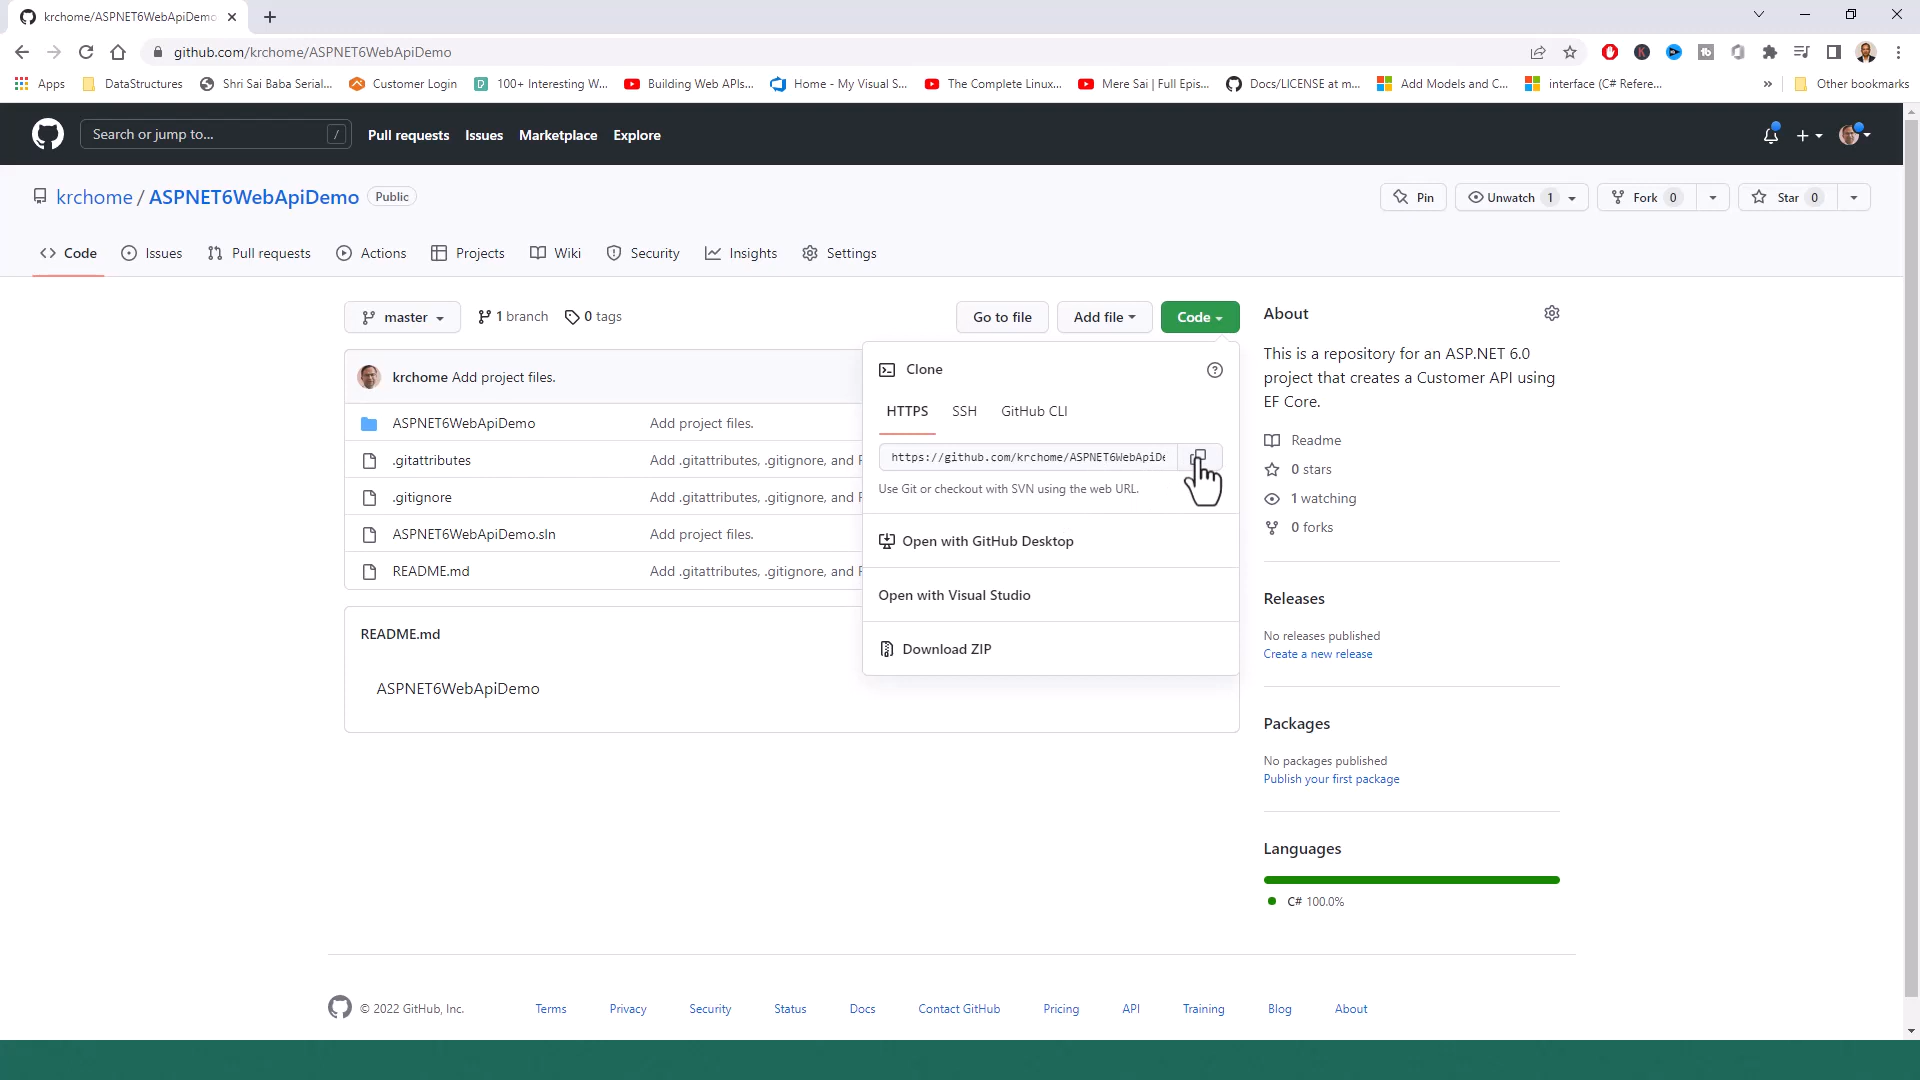 krchome/ASPNET6WebApiDemo
github.com/krchome/ASPNET6WebApiDemo
Apps DataStructures Shri Sai Baba Serial... Customer Login 100+ Interesting W... Building Web APIs... Home - My Visual S... The Complete Linux... Mere Sai | Full Epis... Docs/LICENSE at m... Add Models and C... interface (C# Refere... » Other bookmarks
Search or jump to... / Pull requests Issues Marketplace Explore
krchome / ASPNET6WebApiDemo Public
Pin Unwatch 1 Fork 0 Star 0
Code Issues Pull requests Actions Projects Wiki Security Insights Settings
master 1 branch 0 tags Go to file Add file Code
krchome Add project files.
ASPNET6WebApiDemo Add project files.
.gitattributes Add .gitattributes, .gitignore, and
.gitignore Add .gitattributes, .gitignore, and
ASPNET6WebApiDemo.sln Add project files.
README.md Add .gitattributes, .gitignore, and
README.md
ASPNET6WebApiDemo
Clone
HTTPS SSH GitHub CLI
https://github.com/krchome/ASPNET6WebApiDe
Use Git or checkout with SVN using the web URL.
Open with GitHub Desktop
Open with Visual Studio
Download ZIP
About
This is a repository for an ASP.NET 6.0
project that creates a Customer API using
EF Core.
Readme
0 stars
1 watching
0 forks
Releases
No releases published
Create a new release
Packages
No packages published
Publish your first package
Languages
C# 100.0%
© 2022 GitHub, Inc. Terms Privacy Security Status Docs Contact GitHub Pricing API Training Blog About